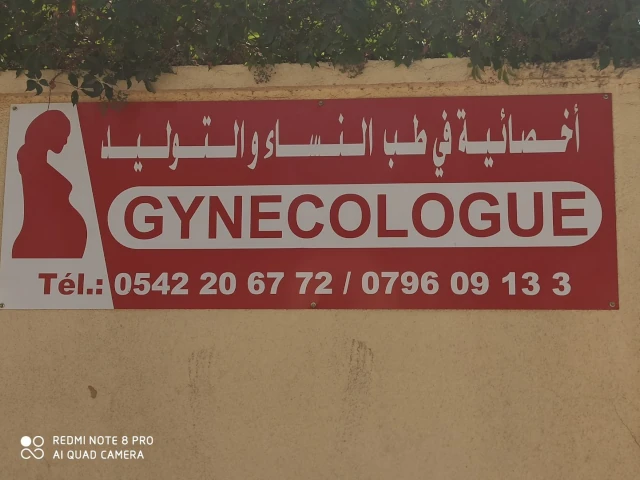 أخصائية في طب النساء والتوليد
GYNECOLOGUE
Tél.: 0542 20 67 72 / 0796 09 13 3
REDMI NOTE 8 PRO
AI QUAD CAMERA